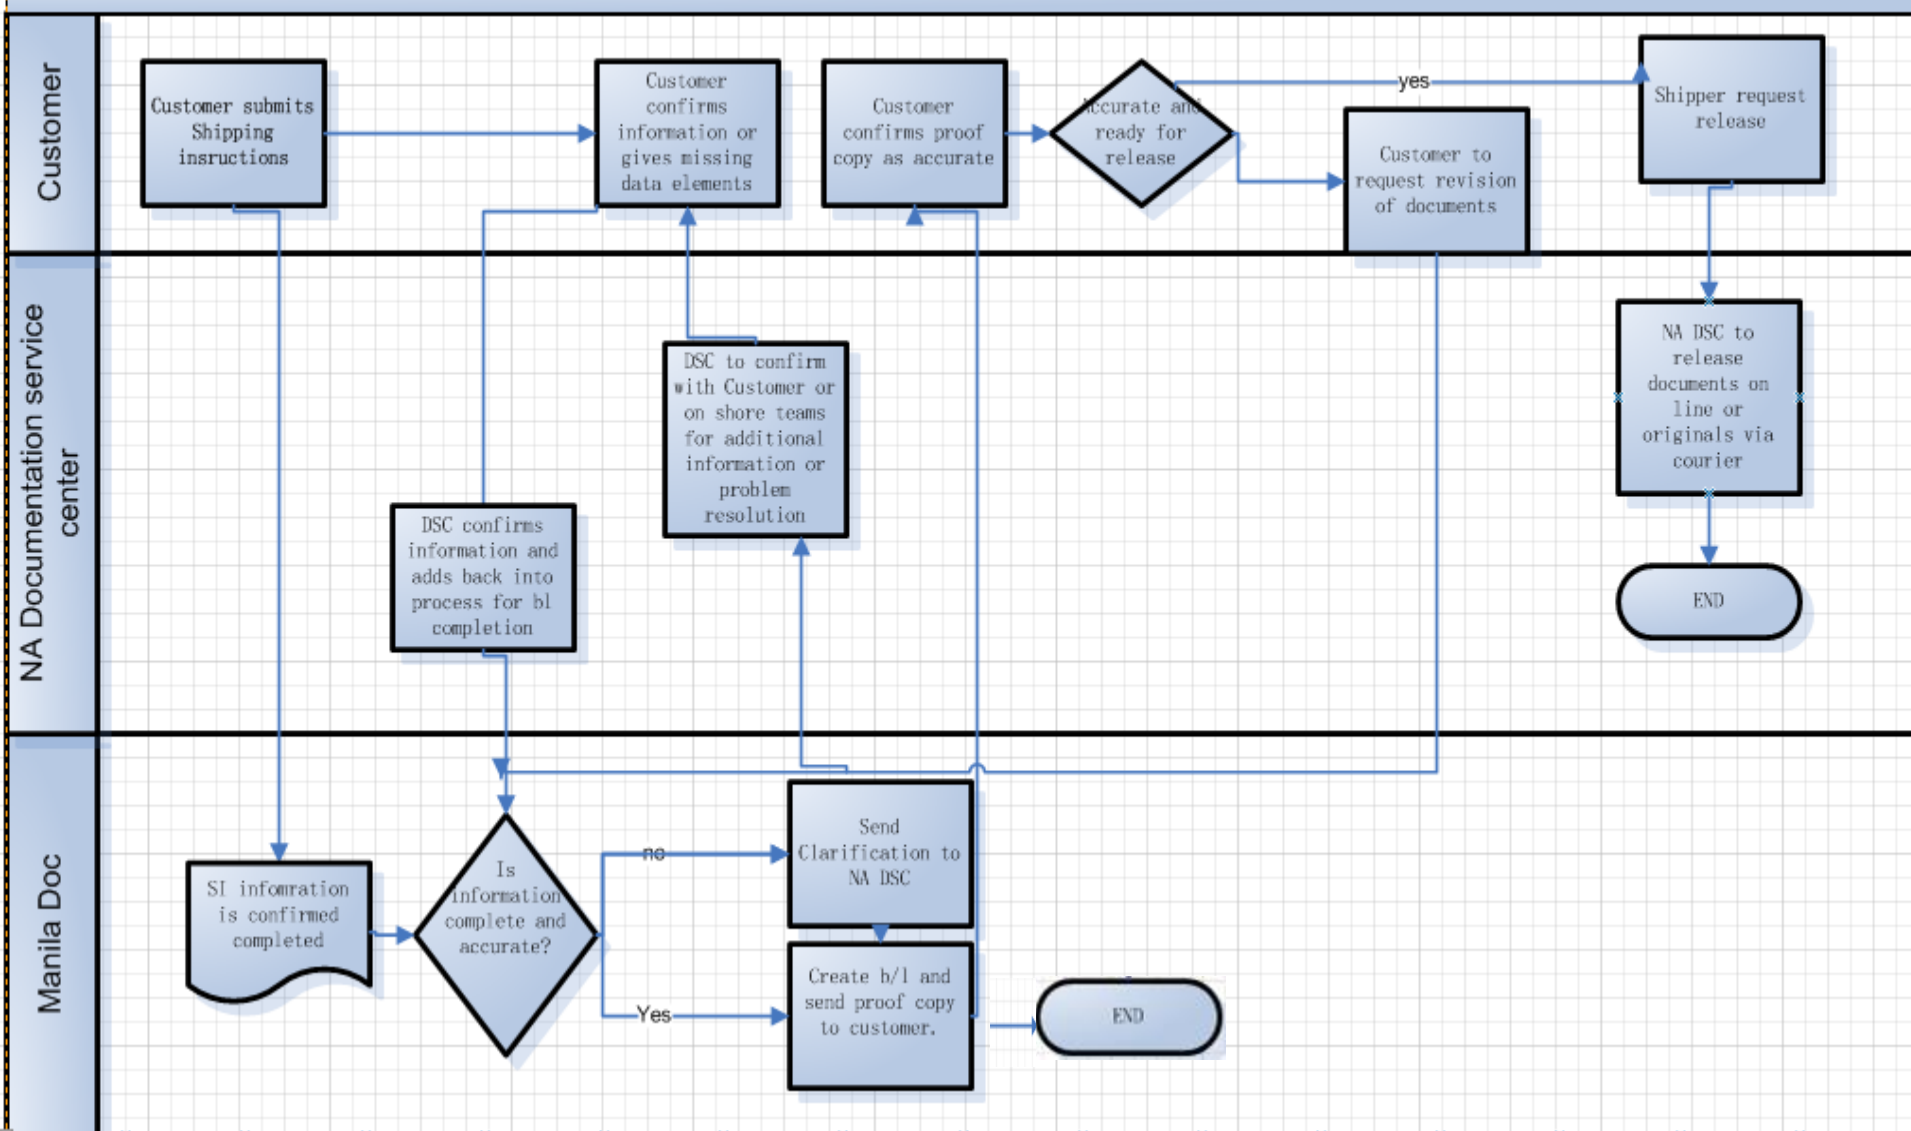 Customer
Customer submits
Shipping
insructions
Customer
confirms
information or
gives missing
data elements
Customer
confirms proof
copy as accurate
Accurate and
ready for
release
yes
Customer to
request revision
of documents
Shipper request
release
NA Documentation service
center
DSC confirms
information and
adds back into
process for bl
completion
DSC to confirm
with Customer or
on shore teams
for additional
information or
problem
resolution
NA DSC to
release
documents on
line or
originals via
courier
END
Manila Doc
SI infomration
is confirmed
completed
Is
information
complete and
accurate?
no
Yes
Send
Clarification to
NA DSC
Create b/l and
send proof copy
to customer.
END